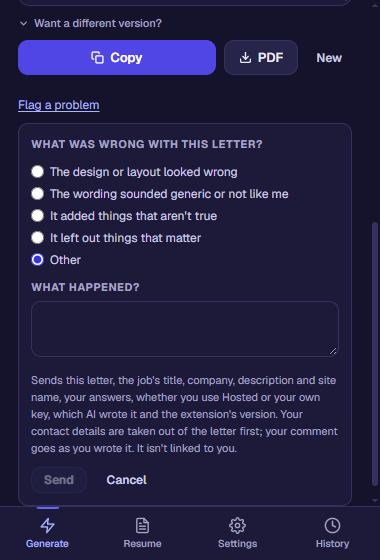 Want a different version?
Copy
PDF
New
Flag a problem
WHAT WAS WRONG WITH THIS LETTER?
The design or layout looked wrong
The wording sounded generic or not like me
It added things that aren't true
It left out things that matter
Other
WHAT HAPPENED?
Sends this letter, the job's title, company, description and site
name, your answers, whether you use Hosted or your own
key, which AI wrote it and the extension's version. Your
contact details are taken out of the letter first; your comment
goes as you wrote it. It isn't linked to you.
Send
Cancel
Generate
Resume
Settings
History